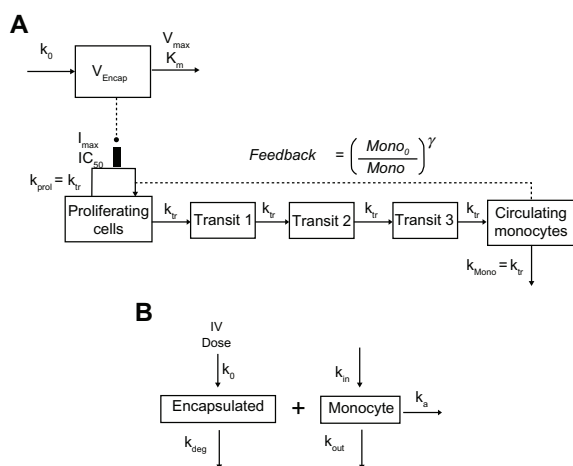 A
k0
Vmax
Km
VEncap
Imax
IC50
Feedback = (Mono0 / Mono)γ
kprol = ktr
Proliferating
cells
ktr
Transit 1
ktr
Transit 2
ktr
Transit 3
ktr
Circulating
monocytes
kMono = ktr
B
IV
Dose
k0
kin
Encapsulated
+
Monocyte
ka
kdeg
kout